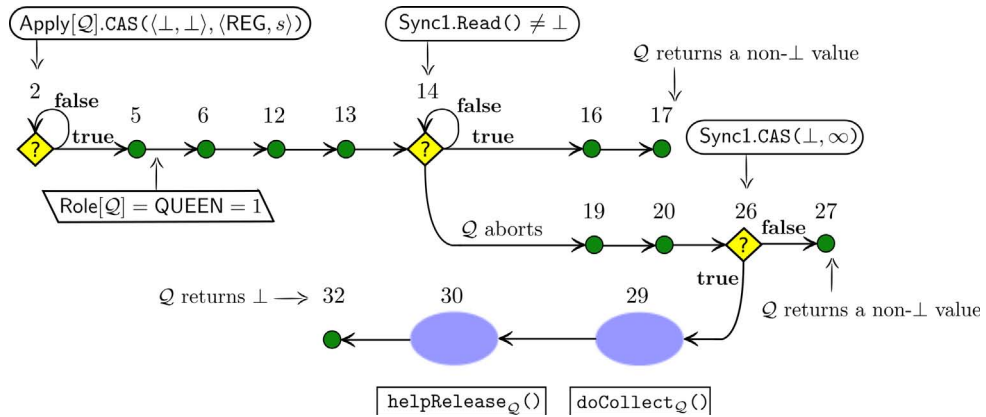 Apply[𝒬].CAS(⟨⊥, ⊥⟩, ⟨REG, s⟩)
Sync1.Read() ≠ ⊥
𝒬 returns a non-⊥ value
2
false
5
6
12
13
14
false
16
17
?
true
?
true
Sync1.CAS(⊥, ∞)
Role[𝒬] = QUEEN = 1
𝒬 aborts
19
20
26
false
27
?
true
𝒬 returns ⊥
32
30
29
𝒬 returns a non-⊥ value
helpRelease𝒬()
doCollect𝒬()